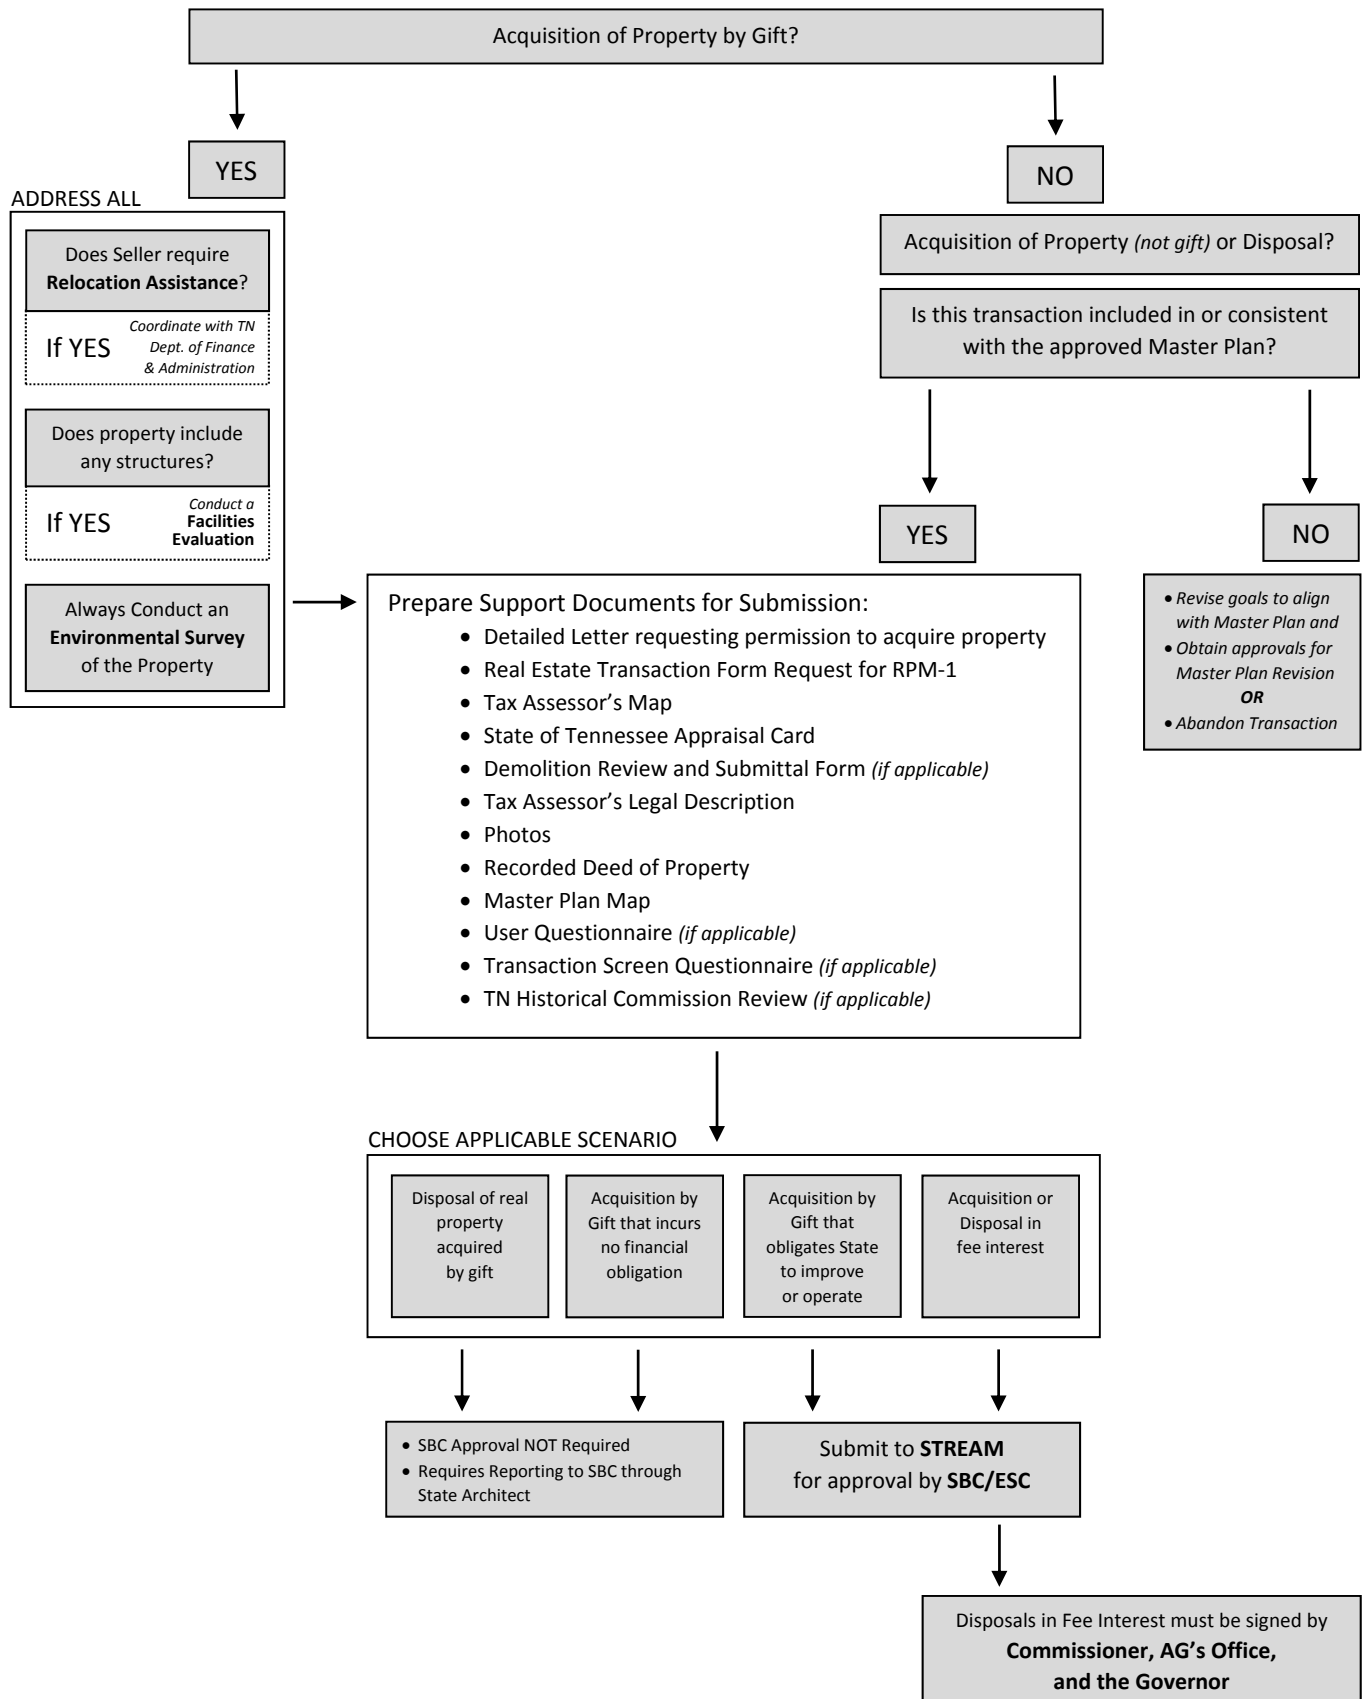 Acquisition of Property by Gift?
YES
NO
ADDRESS ALL
Does Seller require
Relocation Assistance?
If YES
Coordinate with TN
Dept. of Finance
& Administration
Does property include
any structures?
If YES
Conduct a
Facilities
Evaluation
Always Conduct an
Environmental Survey
of the Property
Acquisition of Property (not gift) or Disposal?
Is this transaction included in or consistent
with the approved Master Plan?
YES
NO
• Revise goals to align
with Master Plan and
• Obtain approvals for
Master Plan Revision
OR
• Abandon Transaction
Prepare Support Documents for Submission:
• Detailed Letter requesting permission to acquire property
• Real Estate Transaction Form Request for RPM-1
• Tax Assessor’s Map
• State of Tennessee Appraisal Card
• Demolition Review and Submittal Form (if applicable)
• Tax Assessor’s Legal Description
• Photos
• Recorded Deed of Property
• Master Plan Map
• User Questionnaire (if applicable)
• Transaction Screen Questionnaire (if applicable)
• TN Historical Commission Review (if applicable)
CHOOSE APPLICABLE SCENARIO
Disposal of real
property
acquired
by gift
Acquisition by
Gift that incurs
no financial
obligation
Acquisition by
Gift that
obligates State
to improve
or operate
Acquisition or
Disposal in
fee interest
• SBC Approval NOT Required
• Requires Reporting to SBC through
State Architect
Submit to STREAM
for approval by SBC/ESC
Disposals in Fee Interest must be signed by
Commissioner, AG’s Office,
and the Governor